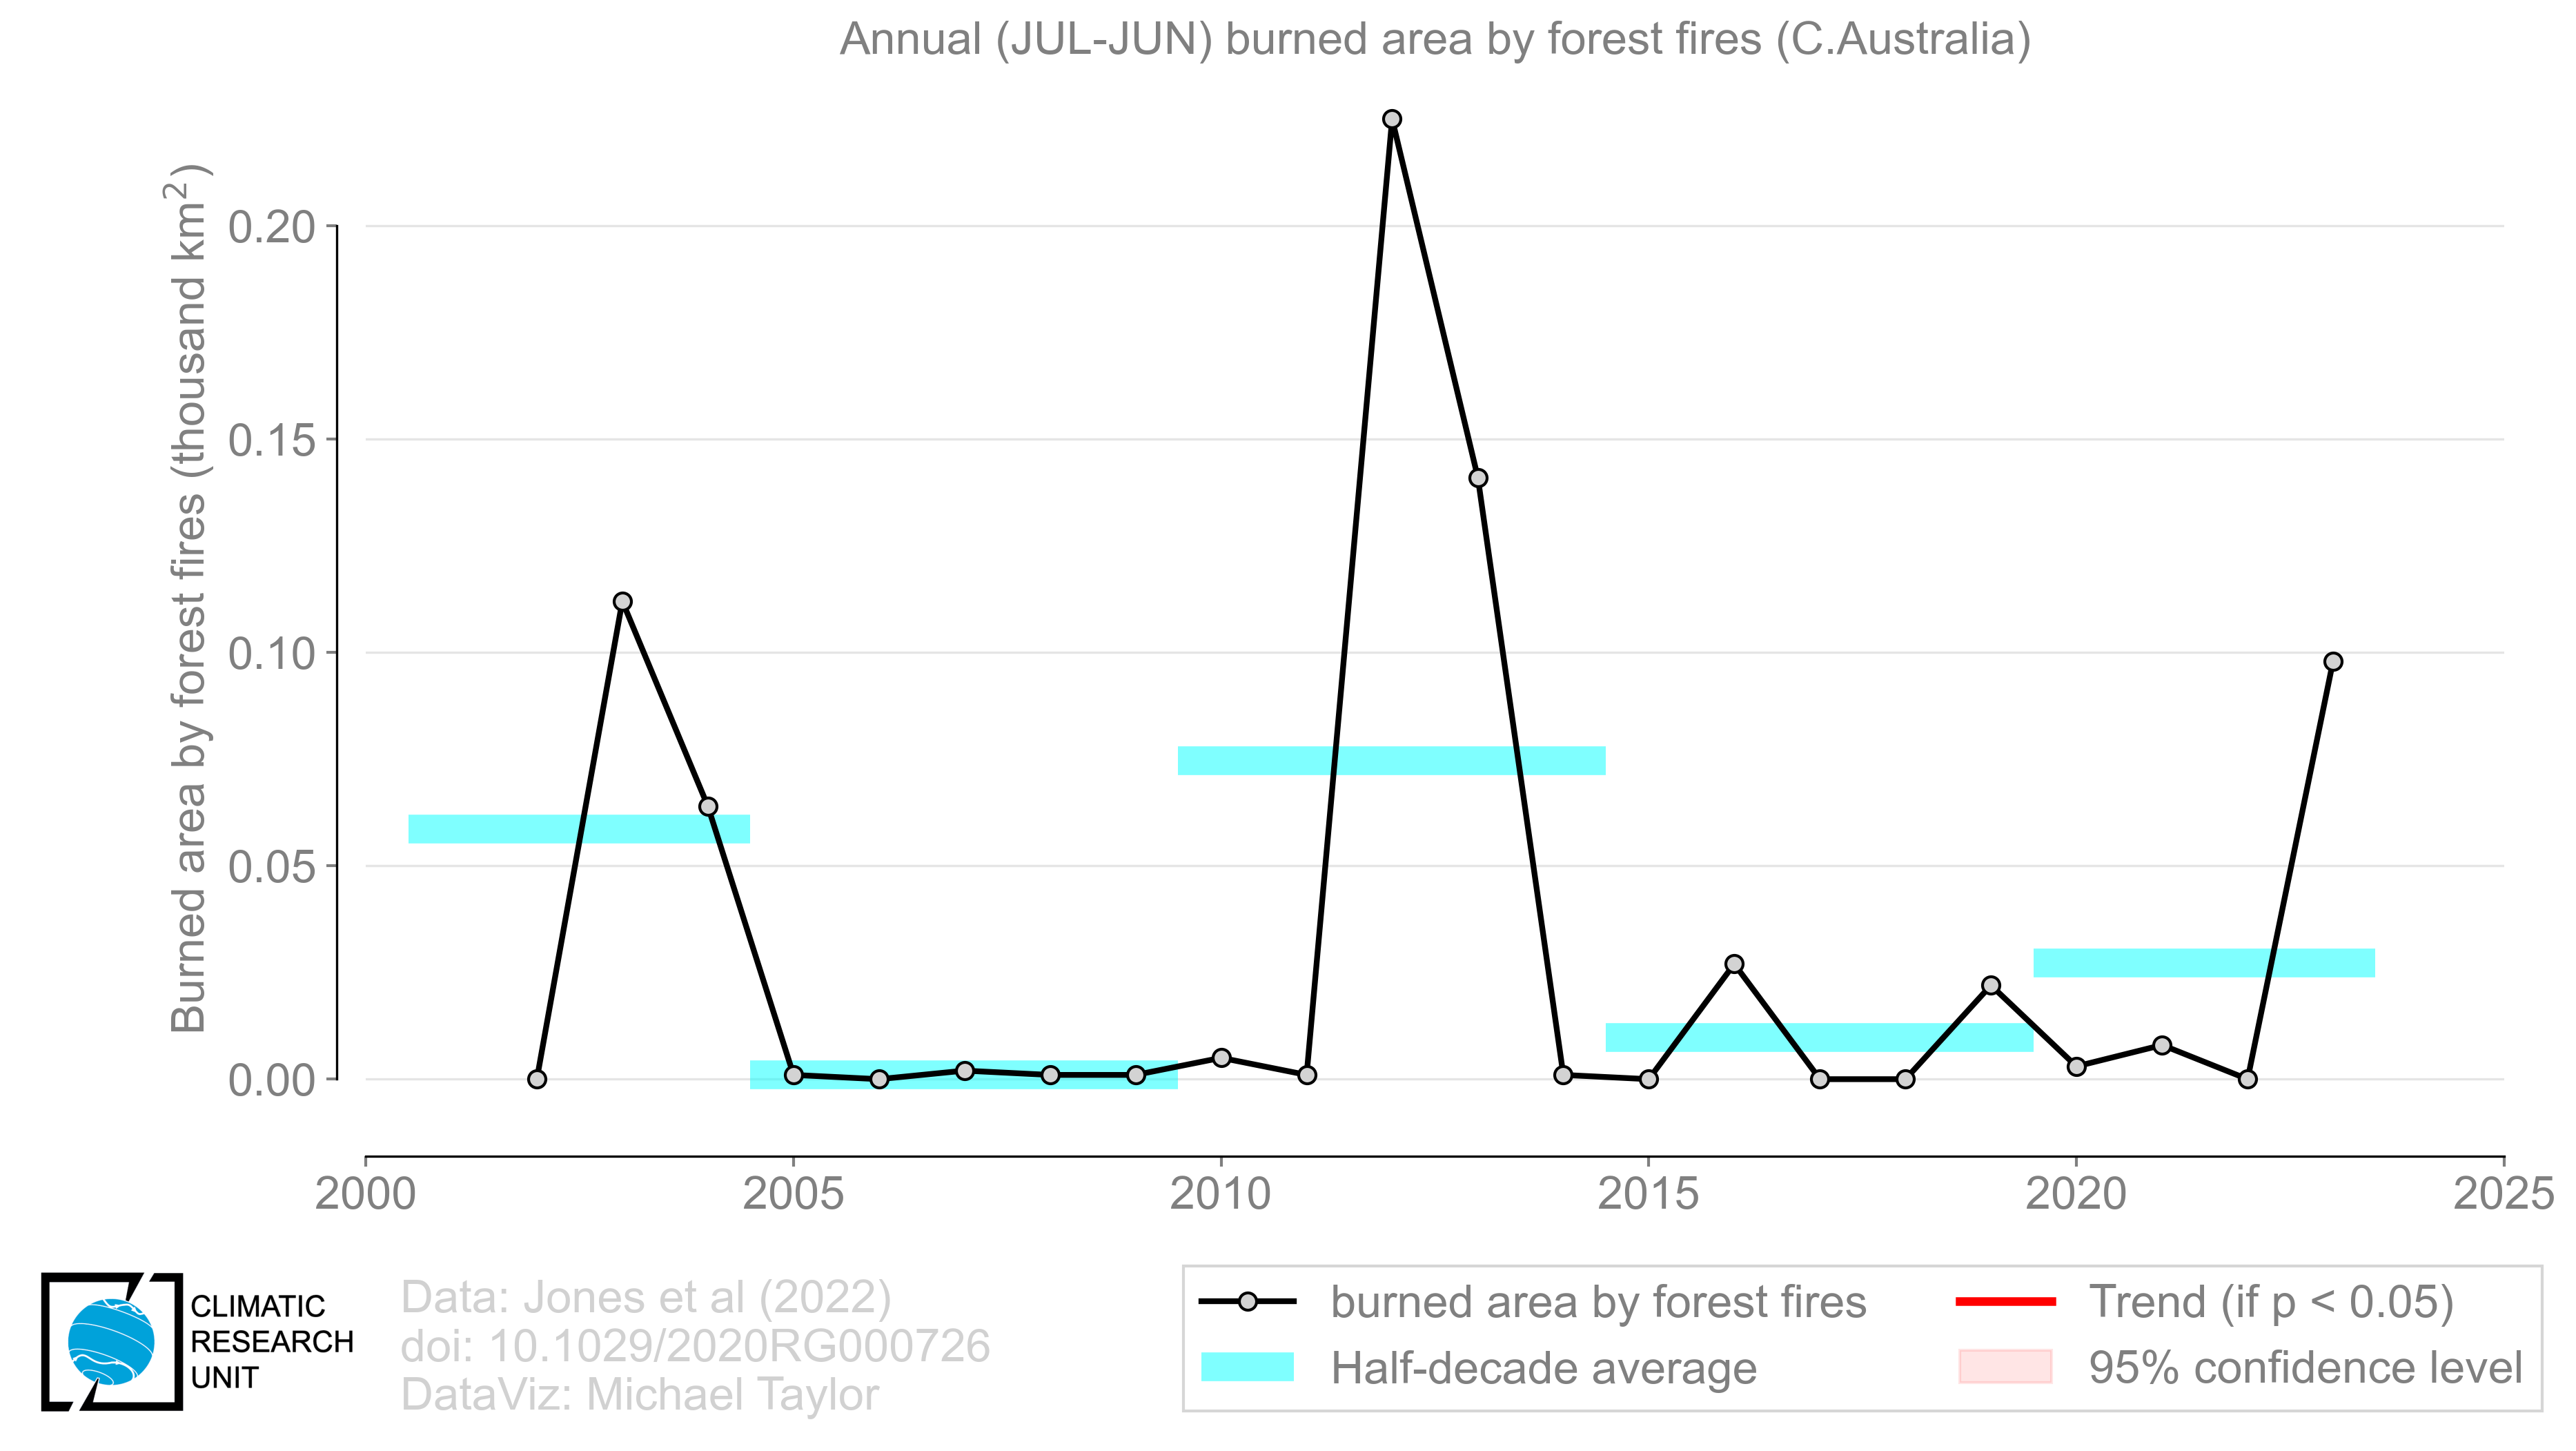 Annual (JUL-JUN) burned area by forest fires (C.Australia)
Burned area by forest fires (thousand km²)
0.20
0.15
0.10
0.05
0.00
2000 2005 2010 2015 2020 2025
CLIMATIC
RESEARCH
UNIT
Data: Jones et al (2022)
doi: 10.1029/2020RG000726
DataViz: Michael Taylor
burned area by forest fires
Half-decade average
Trend (if p < 0.05)
95% confidence level